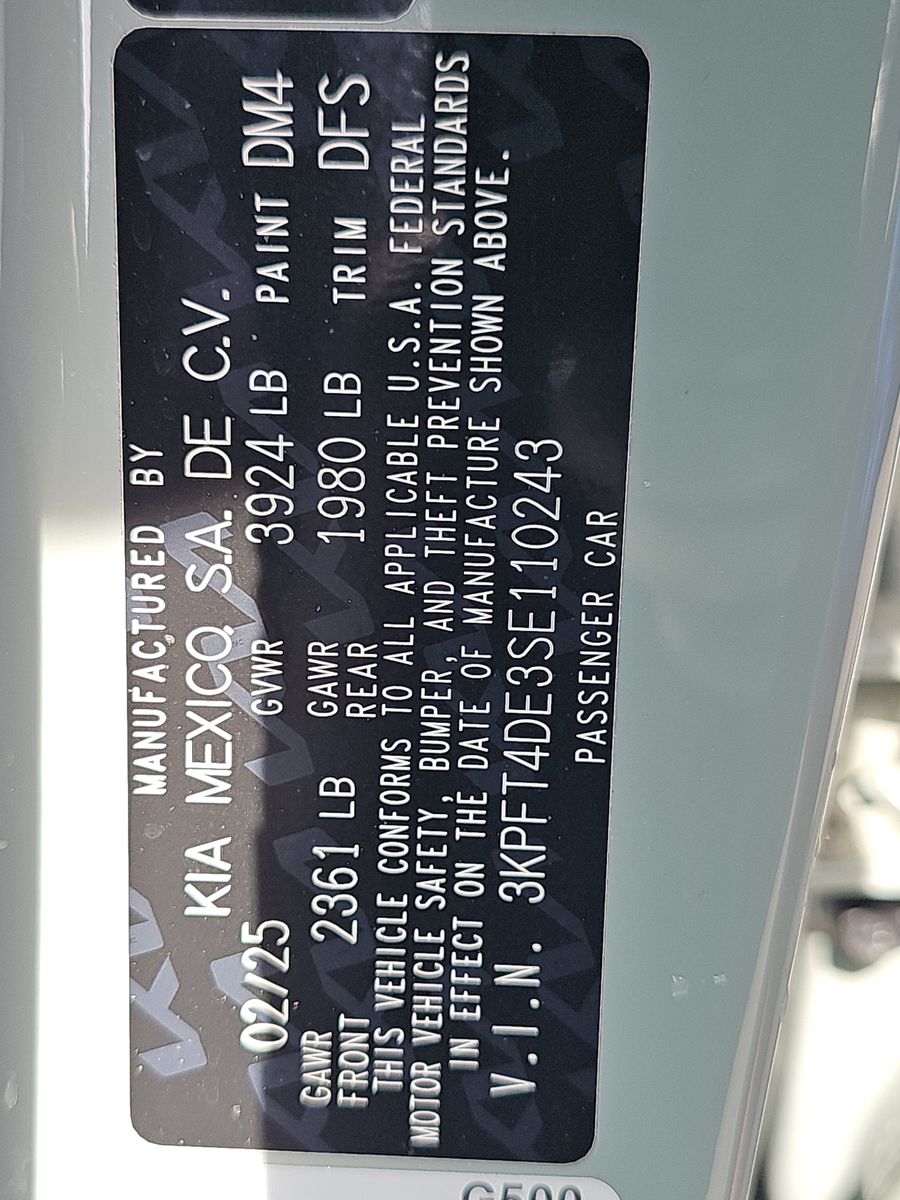 MANUFACTURED BY
KIA MEXICO, S.A. DE C.V.
02/25 GVWR 3924 LB PAINT DM4
GAWR FRONT 2361 LB GAWR REAR 1980 LB TRIM DFS
THIS VEHICLE CONFORMS TO ALL APPLICABLE U.S.A. FEDERAL
MOTOR VEHICLE SAFETY, BUMPER, AND THEFT PREVENTION STANDARDS
IN EFFECT ON THE DATE OF MANUFACTURE SHOWN ABOVE.
V.I.N. 3KPFT4DE3SE110243
PASSENGER CAR
G500